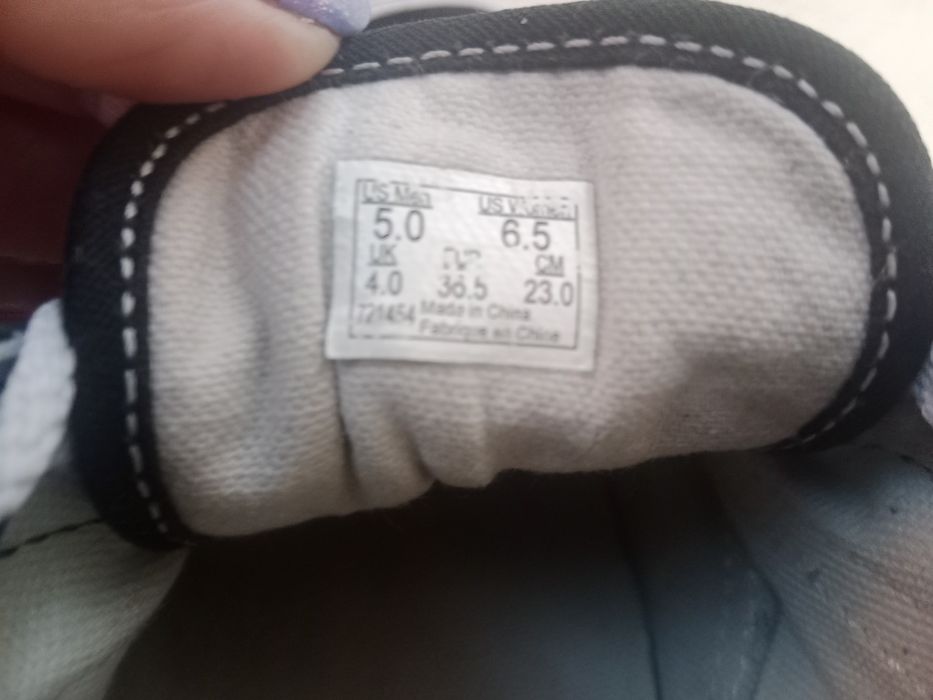 US Men US Women
5.0 6.5
UK EUR CM
4.0 36.5 23.0
721454 Made in China
Fabrique en Chine